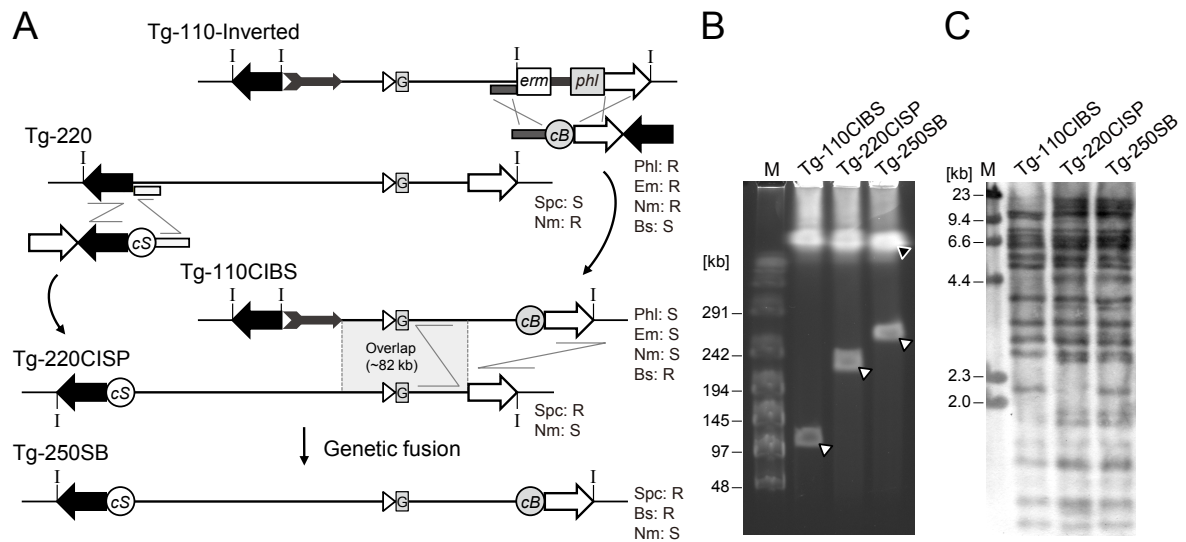 A
Tg-110-Inverted
I
I
I
I
G
erm
phl
cB
Tg-220
I
I
G
Spc: S
Nm: R
Phl: R
Em: R
Nm: R
Bs: S
cS
Tg-110CIBS
I
I
I
G
cB
Phl: S
Em: S
Nm: S
Bs: R
Overlap
(~82 kb)
Tg-220CISP
cS
G
I
I
Spc: R
Nm: S
Genetic fusion
Tg-250SB
I
I
cS
G
cB
Spc: R
Bs: R
Nm: S
B
M
Tg-110CIBS
Tg-220CISP
Tg-250SB
[kb]
291
242
194
145
97
48
C
[kb]
M
Tg-110CIBS
Tg-220CISP
Tg-250SB
23
9.4
6.6
4.4
2.3
2.0